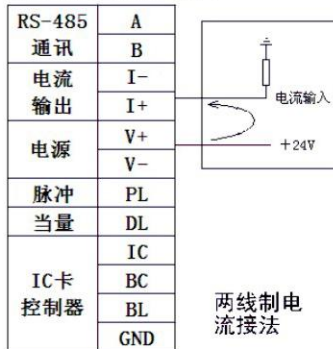 RS-485
通讯
A
B
电流
输出
I-
I+
电源
V+
V-
脉冲
PL
当量
DL
IC卡
控制器
IC
BC
BL
GND
电流输入
+24V
两线制电
流接法